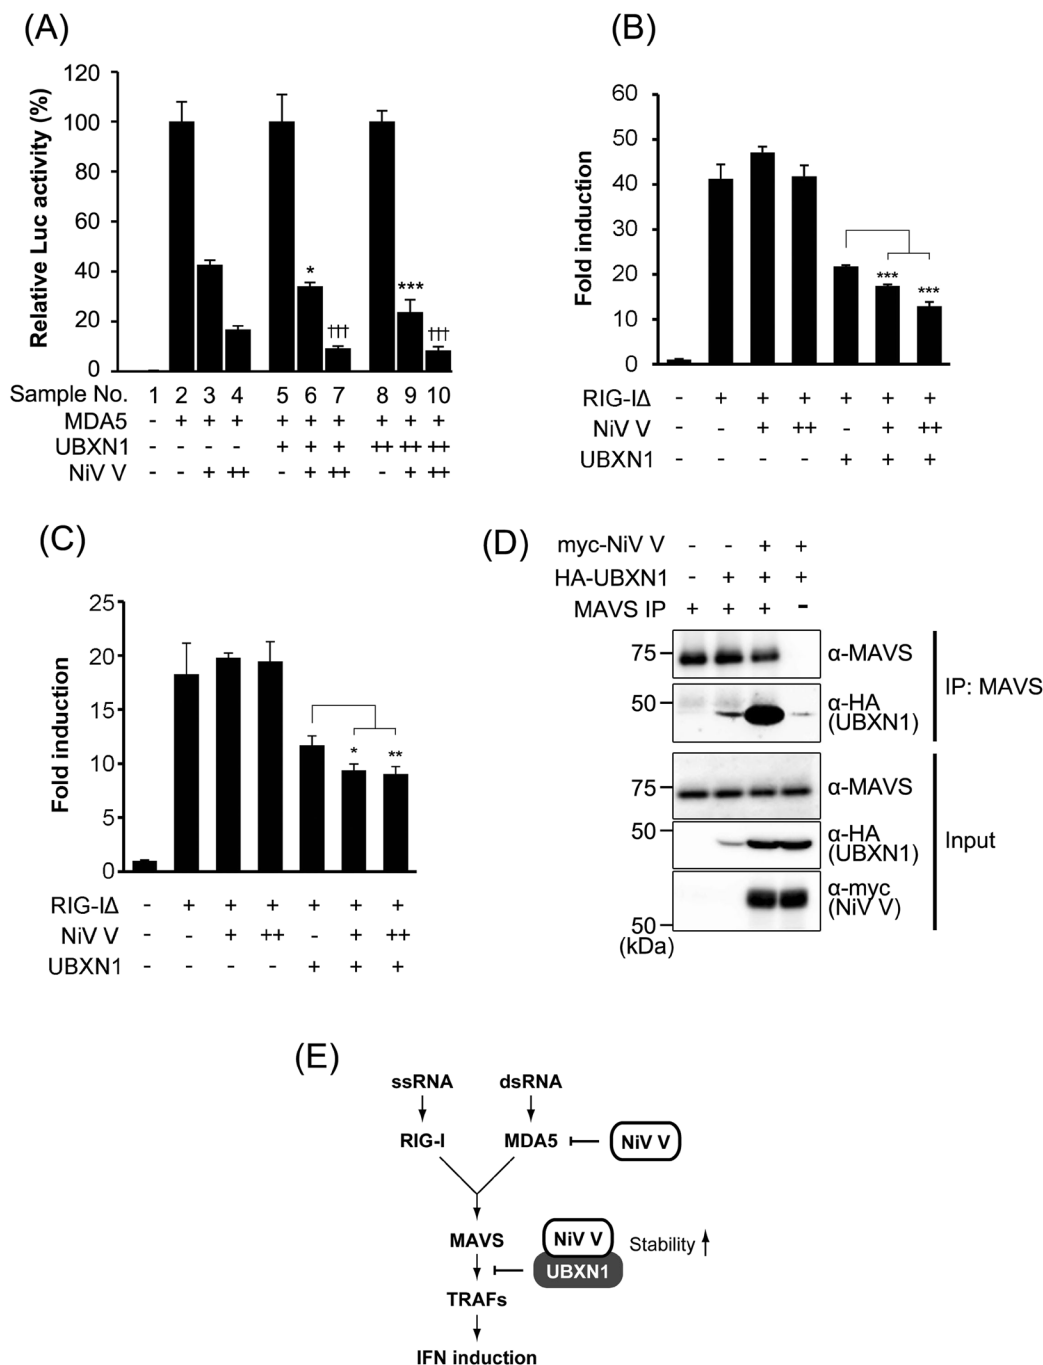 (A)
Relative Luc activity (%)
120
100
80
60
40
20
0
*
†††
***
†††
Sample No. 1 2 3 4 5 6 7 8 9 10
MDA5 - + + + + + + + + +
UBXN1 - - - - + + + ++ ++ ++
NiV V - - + ++ - + ++ - + ++
(B)
Fold induction
60
50
40
30
20
10
0
***
***
RIG-IΔ - + + + + + +
NiV V - - + ++ - + ++
UBXN1 - - - - + + +
(C)
Fold induction
25
20
15
10
5
0
*
**
RIG-IΔ - + + + + + +
NiV V - - + ++ - + ++
UBXN1 - - - - + + +
(D)
myc-NiV V - - + +
HA-UBXN1 - + + +
MAVS IP + + + -
75 α-MAVS
50 α-HA
(UBXN1)
IP: MAVS
75 α-MAVS
50 α-HA
(UBXN1)
α-myc
(NiV V)
50
(kDa)
Input
(E)
ssRNA dsRNA
RIG-I MDA5 NiV V
MAVS NiV V Stability
UBXN1
TRAFs
IFN induction